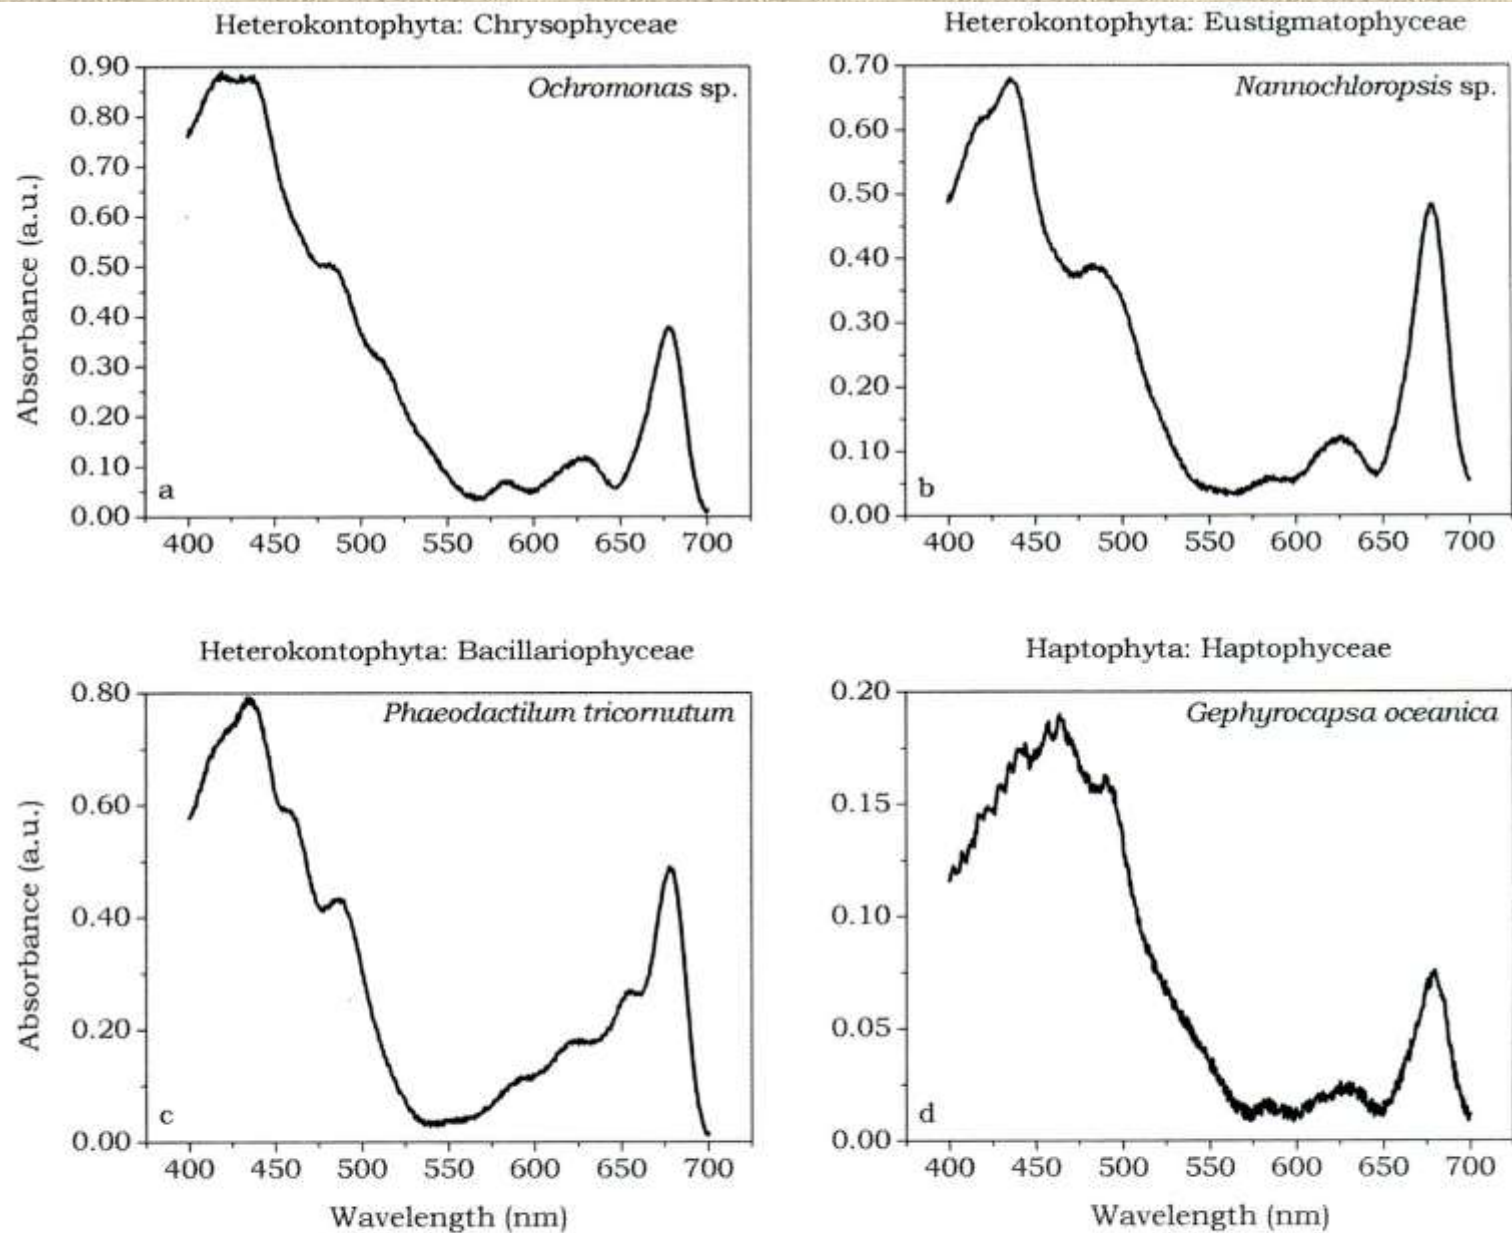 Heterokontophyta: Chrysophyceae
Ochromonas sp.
Absorbance (a.u.)
0.90
0.80
0.70
0.60
0.50
0.40
0.30
0.20
0.10
0.00
a
400 450 500 550 600 650 700
Heterokontophyta: Eustigmatophyceae
Nannochloropsis sp.
0.70
0.60
0.50
0.40
0.30
0.20
0.10
0.00
b
400 450 500 550 600 650 700
Heterokontophyta: Bacillariophyceae
Phaeodactilum tricornutum
Absorbance (a.u.)
0.80
0.60
0.40
0.20
0.00
c
400 450 500 550 600 650 700
Wavelength (nm)
Haptophyta: Haptophyceae
Gephyrocapsa oceanica
0.20
0.15
0.10
0.05
0.00
d
400 450 500 550 600 650 700
Wavelength (nm)